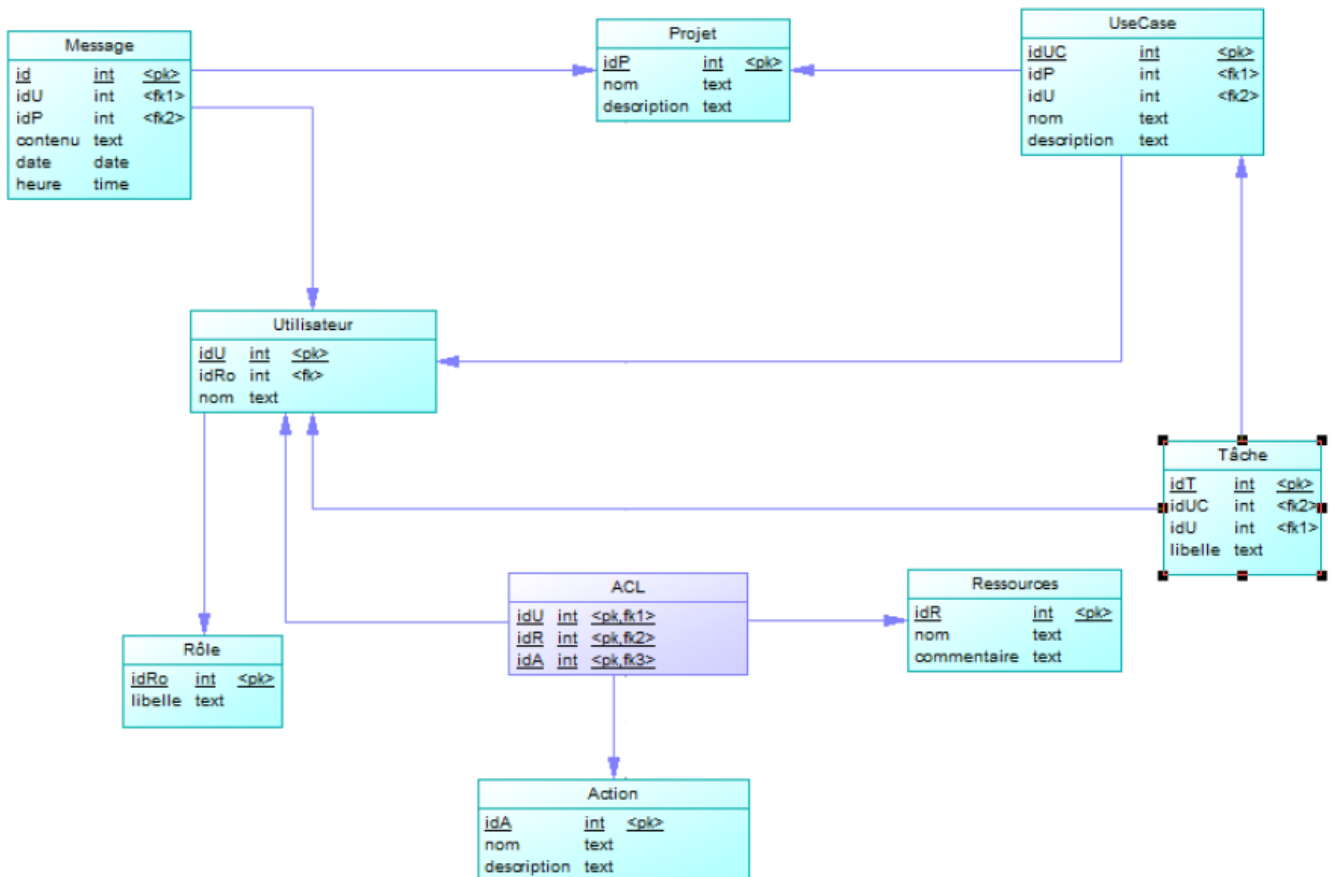 Message
id int <pk>
idU int <fk1>
idP int <fk2>
contenu text
date date
heure time
Projet
idP int <pk>
nom text
description text
UseCase
idUC int <pk>
idP int <fk1>
idU int <fk2>
nom text
description text
Utilisateur
idU int <pk>
idRo int <fk>
nom text
Tâche
idT int <pk>
idUC int <fk2>
idU int <fk1>
libelle text
ACL
idU int <pk,fk1>
idR int <pk,fk2>
idA int <pk,fk3>
Ressources
idR int <pk>
nom text
commentaire text
Rôle
idRo int <pk>
libelle text
Action
idA int <pk>
nom text
description text